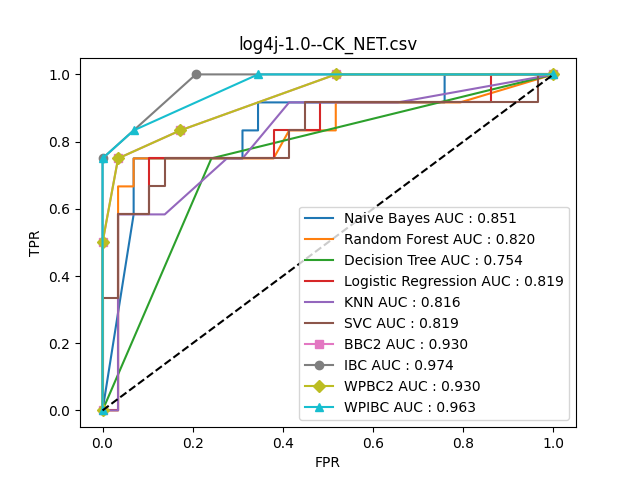 log4j-1.0--CK_NET.csv
1.0
0.8
0.6
0.4
0.2
0.0
TPR
Naive Bayes AUC : 0.851
Random Forest AUC : 0.820
Decision Tree AUC : 0.754
Logistic Regression AUC : 0.819
KNN AUC : 0.816
SVC AUC : 0.819
BBC2 AUC : 0.930
IBC AUC : 0.974
WPBC2 AUC : 0.930
WPIBC AUC : 0.963
0.0 0.2 0.4 0.6 0.8 1.0
FPR